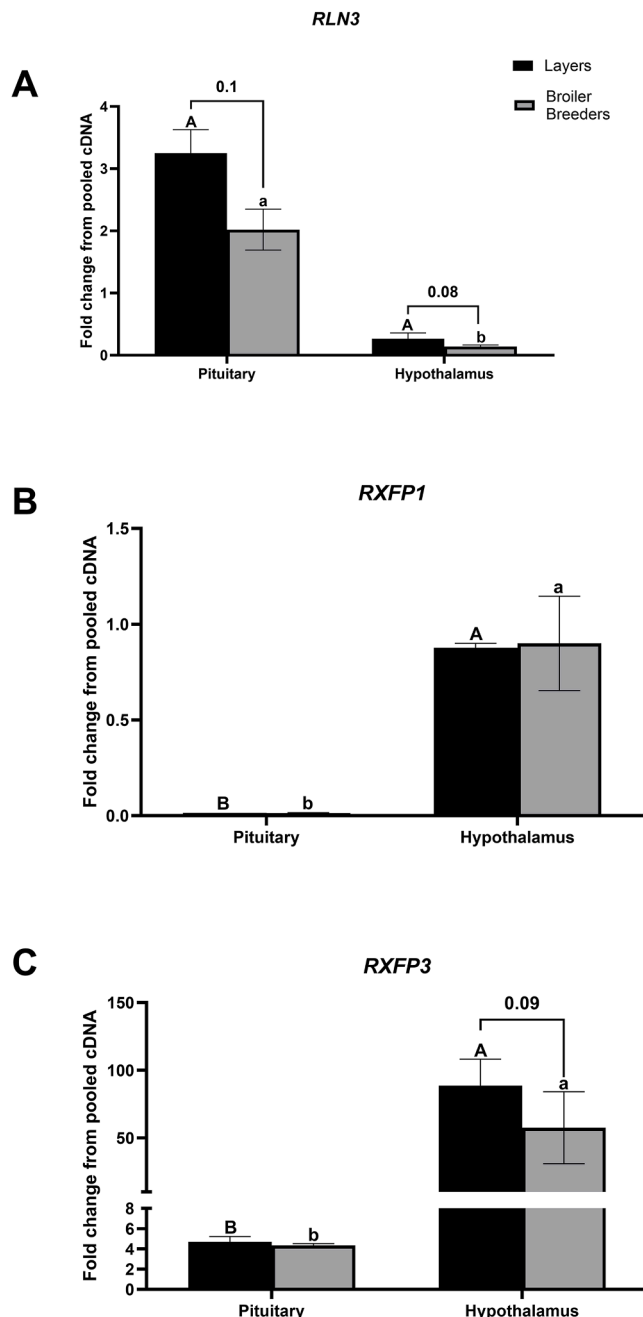 RLN3
A
Layers
Broiler
Breeders
Fold change from pooled cDNA
4
3
2
1
0
0.1
A
a
0.08
A
b
Pituitary
Hypothalamus
B
RXFP1
Fold change from pooled cDNA
1.5
1.0
0.5
0.0
B
b
A
a
Pituitary
Hypothalamus
C
RXFP3
Fold change from pooled cDNA
150
100
50
8
6
4
2
0
0.09
B
b
A
a
Pituitary
Hypothalamus